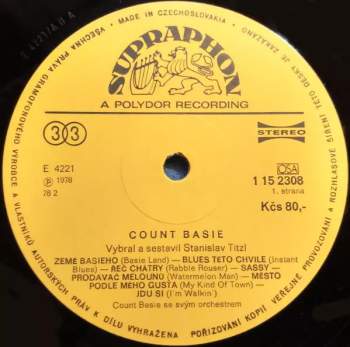 • MADE IN CZECHOSLOVAKIA •
VŠECHNA PRÁVA GRAMOFONOVÉHO VÝROBCE A VLASTNÍKŮ AUTORSKÝCH PRÁV K DÍLU VYHRAŽENA
POŘIZOVÁNÍ KOPIÍ, VEŘEJNÉ PROVOZOVÁNÍ A ROZHLASOVÉ ŠÍŘENÍ TÉTO DESKY JE ZAKÁZÁNO
SUPRAPHON
A POLYDOR RECORDING
33
STEREO
E 4221
Ⓟ 1978
78 2
OSA
1 15 2308
1. strana
Kčs 80,-
COUNT BASIE
Vybral a sestavil Stanislav Titzl
ZEMĚ BASIEHO (Basie Land) — BLUES TÉTO CHVÍLE (Instant
Blues) — ŘEČ CHATRY (Rabble Rouser) — SASSY —
PRODAVAČ MELOUNŮ (Watermelon Man) — MĚSTO
PODLE MÉHO GUSTA (My Kind Of Town) —
JDU SI (I'm Walkin')
Count Basie se svým orchestrem